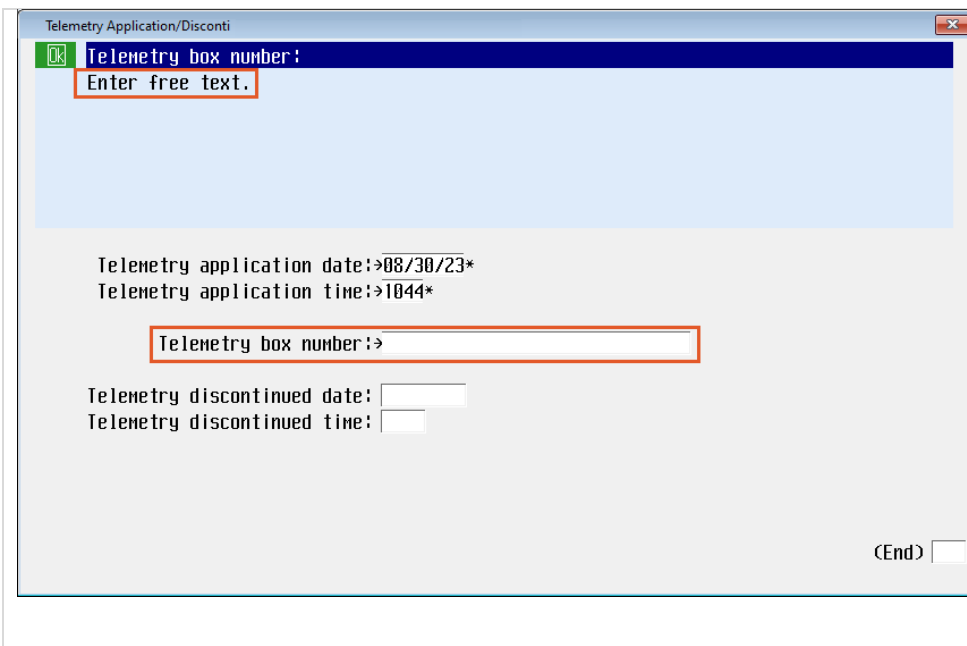 Telemetry Application/Disconti
Ok Telemetry box number:
Enter free text.
Telemetry application date:→08/30/23*
Telemetry application time:→1044*
Telemetry box number:→
Telemetry discontinued date:
Telemetry discontinued time:
(End)